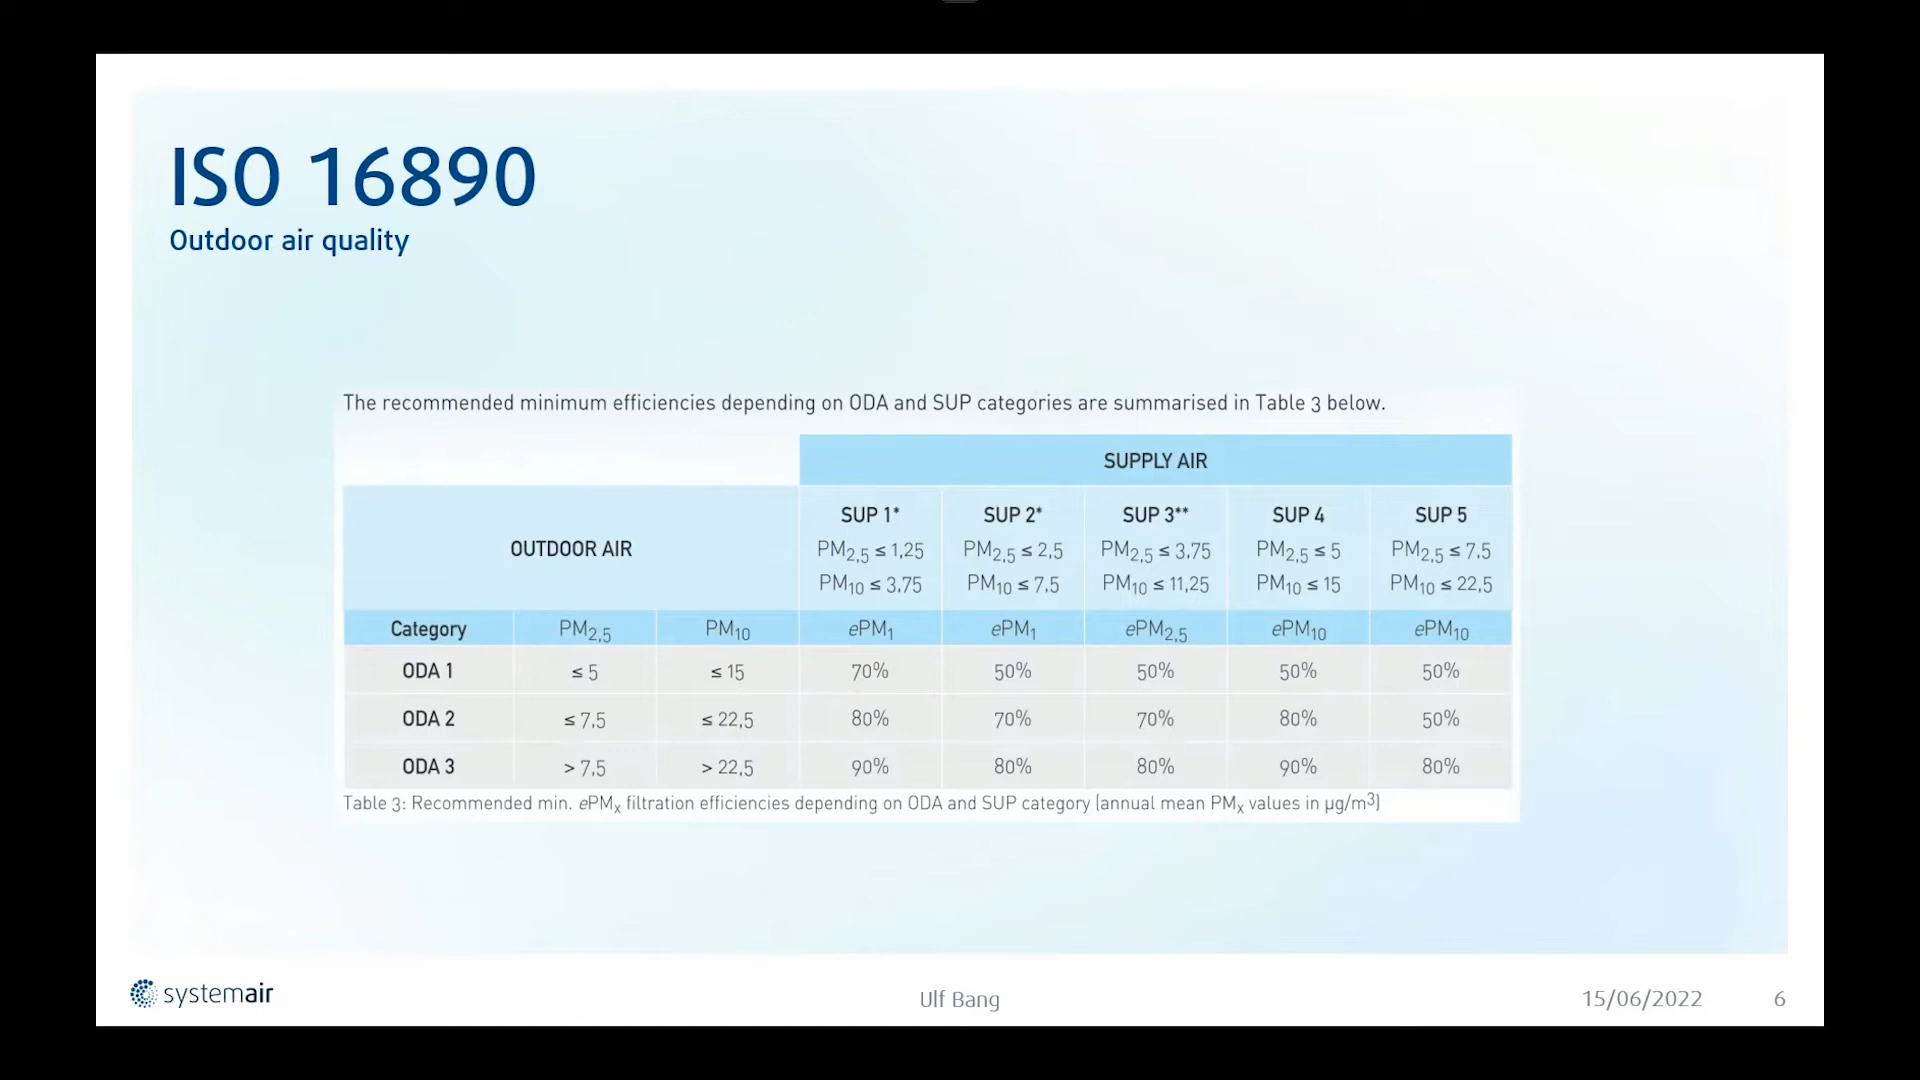 ISO 16890
Outdoor air quality
The recommended minimum efficiencies depending on ODA and SUP categories are summarised in Table 3 below.
SUPPLY AIR
OUTDOOR AIR
SUP 1* SUP 2* SUP 3** SUP 4 SUP 5
PM2,5 ≤ 1,25 PM2,5 ≤ 2,5 PM2,5 ≤ 3,75 PM2,5 ≤ 5 PM2,5 ≤ 7,5
PM10 ≤ 3,75 PM10 ≤ 7,5 PM10 ≤ 11,25 PM10 ≤ 15 PM10 ≤ 22,5
Category PM2,5 PM10 ePM1 ePM1 ePM2,5 ePM10 ePM10
ODA 1 ≤ 5 ≤ 15 70% 50% 50% 50% 50%
ODA 2 ≤ 7,5 ≤ 22,5 80% 70% 70% 80% 50%
ODA 3 > 7,5 > 22,5 90% 80% 80% 90% 80%
Table 3: Recommended min. ePMx filtration efficiencies depending on ODA and SUP category (annual mean PMx values in µg/m3)
systemair
Ulf Bang
15/06/2022
6